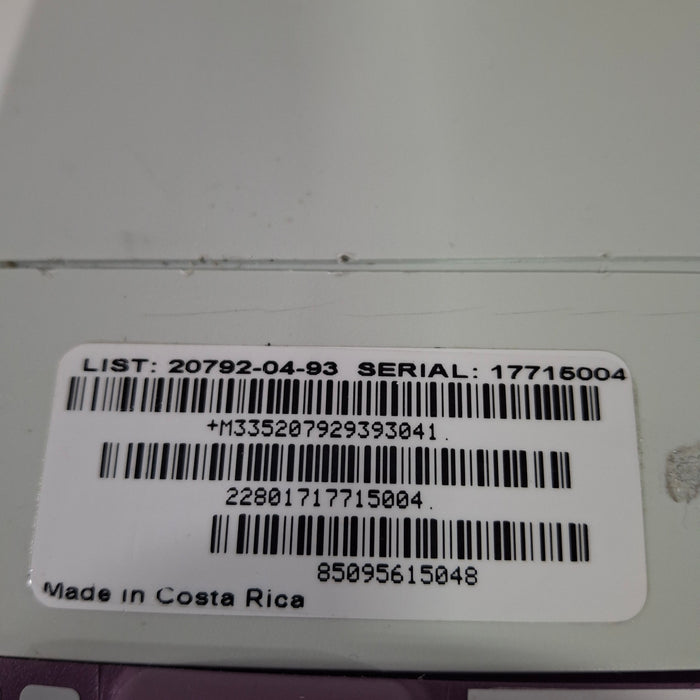 LIST: 20792-04-93 SERIAL: 17715004
+M335207929393041.
22801717715004.
85095615048
Made in Costa Rica